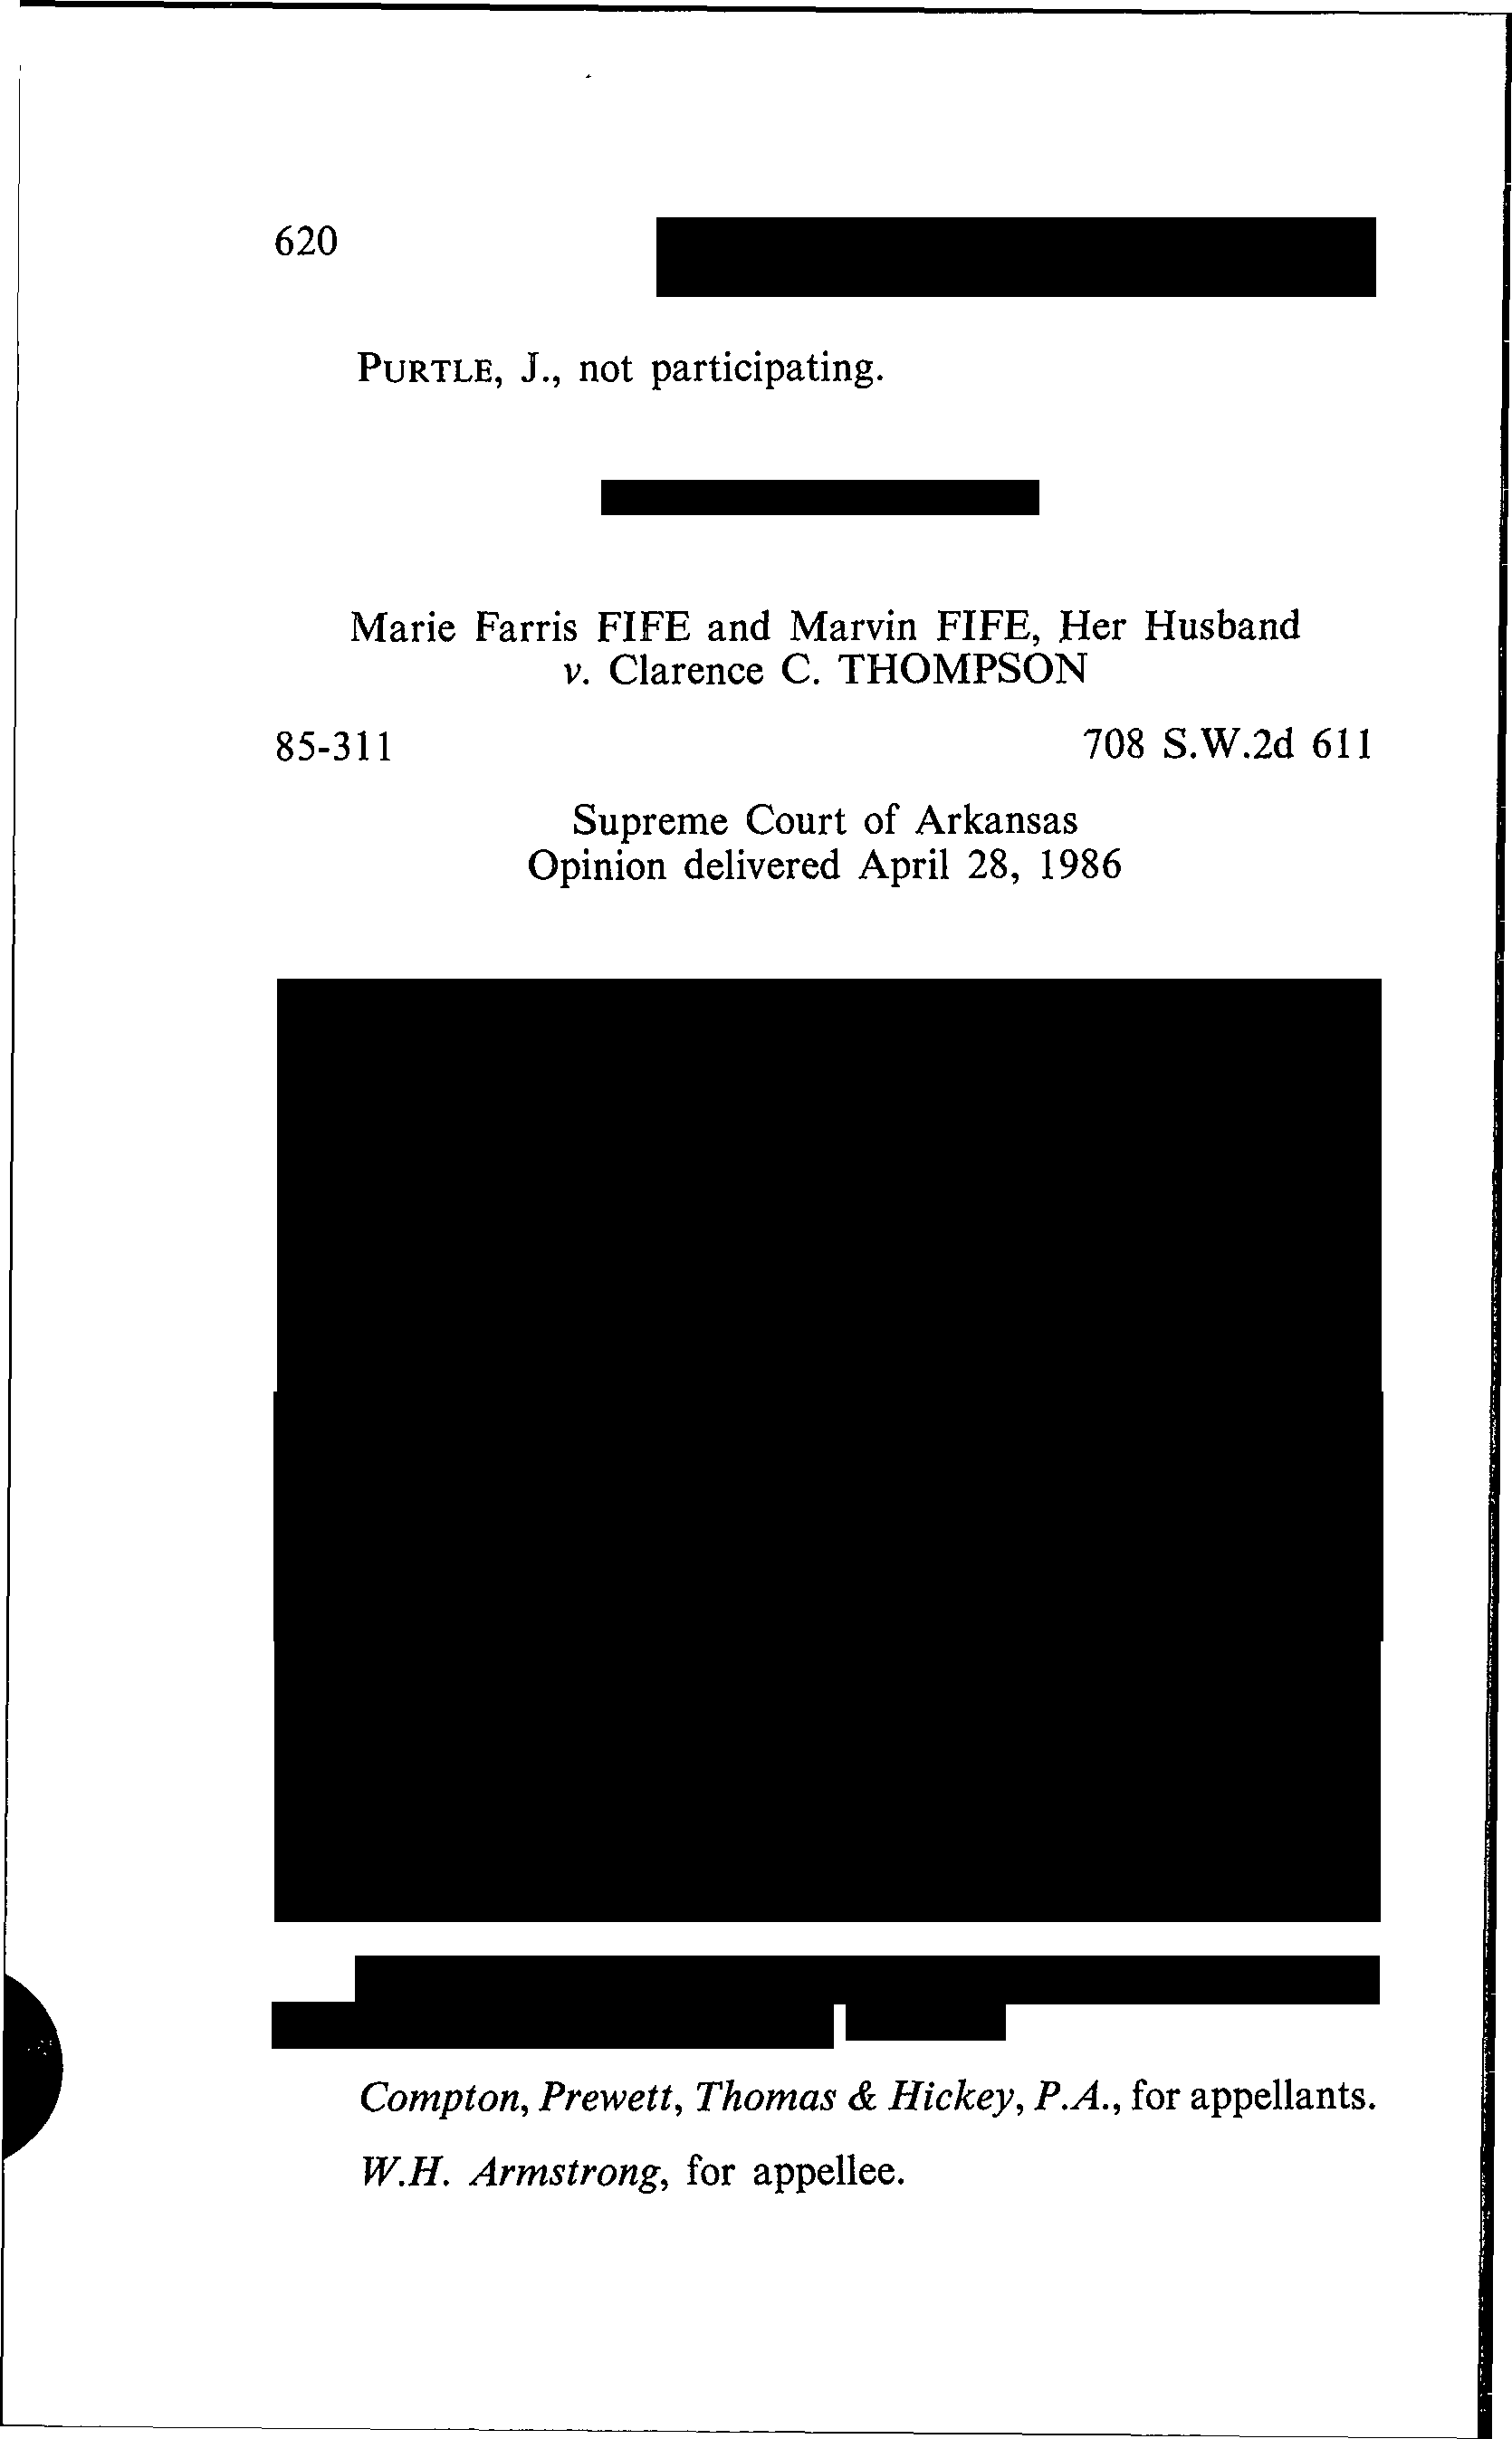 620
PURTLE, J., not participating.
Marie Farris FIFE and Marvin FIFE, Her Husband
v. Clarence C. THOMPSON
85-311 708 S.W.2d 611
Supreme Court of Arkansas
Opinion delivered April 28, 1986
Compton, Prewett, Thomas & Hickey, P.A., for appellants.
W.H. Armstrong, for appellee.